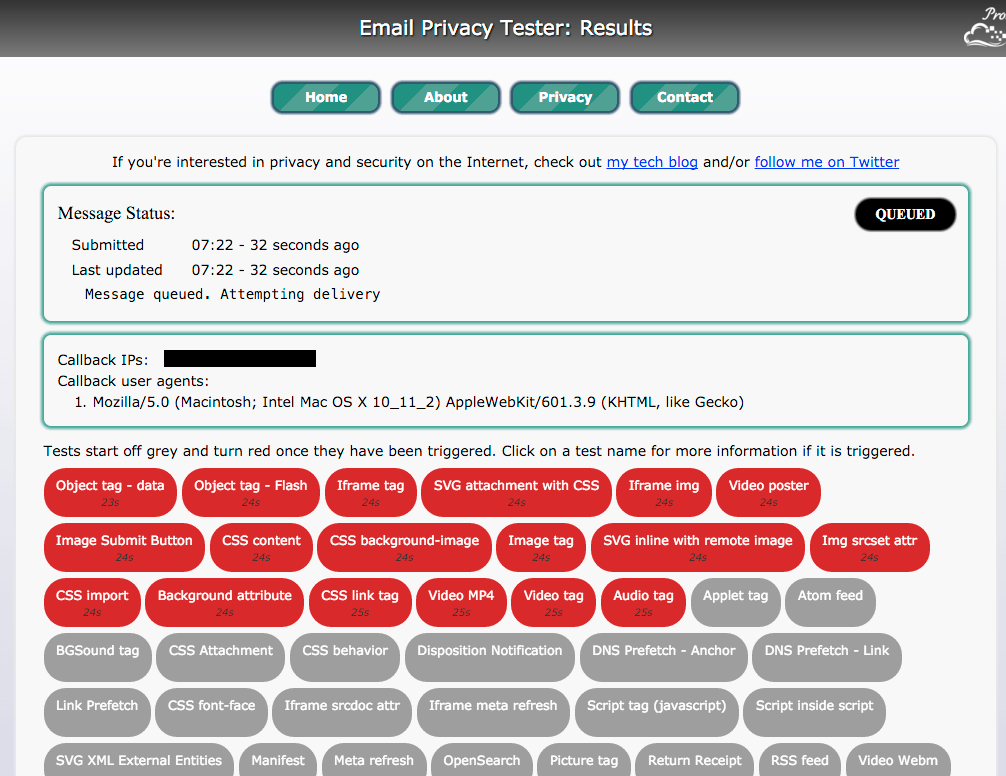 Email Privacy Tester: Results
Home About Privacy Contact
If you're interested in privacy and security on the Internet, check out my tech blog and/or follow me on Twitter
Message Status:
QUEUED
Submitted 07:22 - 32 seconds ago
Last updated 07:22 - 32 seconds ago
Message queued. Attempting delivery
Callback IPs:
Callback user agents:
1. Mozilla/5.0 (Macintosh; Intel Mac OS X 10_11_2) AppleWebKit/601.3.9 (KHTML, like Gecko)
Tests start off grey and turn red once they have been triggered. Click on a test name for more information if it is triggered.
Object tag - data Object tag - Flash Iframe tag SVG attachment with CSS Iframe img Video poster
23s 24s 24s 24s 24s 24s
Image Submit Button CSS content CSS background-image Image tag SVG inline with remote image Img srcset attr
24s 24s 24s 24s 24s 24s
CSS import Background attribute CSS link tag Video MP4 Video tag Audio tag Applet tag Atom feed
24s 24s 25s 25s 25s 25s
BGSound tag CSS Attachment CSS behavior Disposition Notification DNS Prefetch - Anchor DNS Prefetch - Link
Link Prefetch CSS font-face Iframe srcdoc attr Iframe meta refresh Script tag (javascript) Script inside script
SVG XML External Entities Manifest Meta refresh OpenSearch Picture tag Return Receipt RSS feed Video Webm